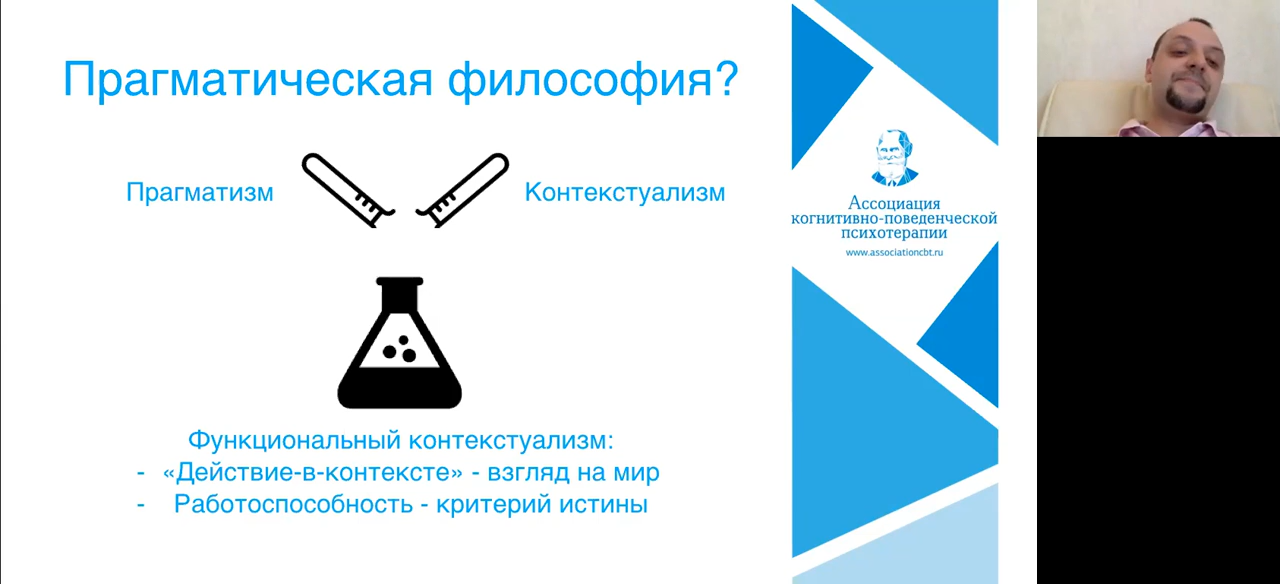 Прагматическая философия?
Прагматизм
Контекстуализм
Функциональный контекстуализм:
- «Действие-в-контексте» - взгляд на мир
- Работоспособность - критерий истины
Ассоциация
когнитивно-поведенческой
психотерапии
www.associationcbt.ru